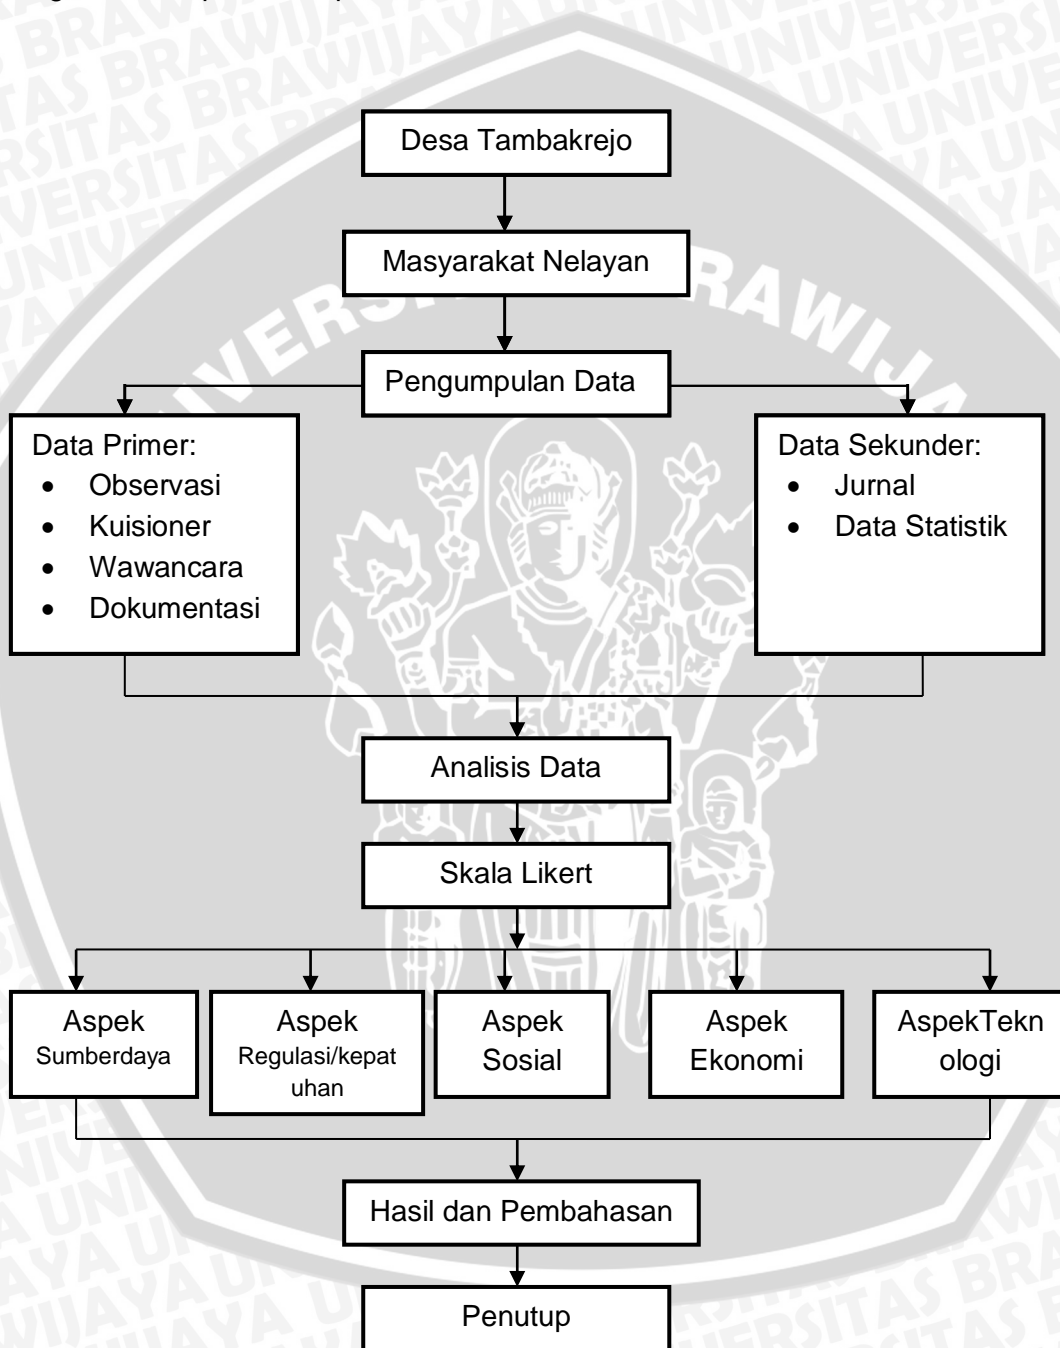 Desa Tambakrejo
Masyarakat Nelayan
Pengumpulan Data
Data Primer:
• Observasi
• Kuisioner
• Wawancara
• Dokumentasi
Data Sekunder:
• Jurnal
• Data Statistik
Analisis Data
Skala Likert
Aspek
Sumberdaya
Aspek
Regulasi/kepat
uhan
Aspek
Sosial
Aspek
Ekonomi
AspekTekn
ologi
Hasil dan Pembahasan
Penutup